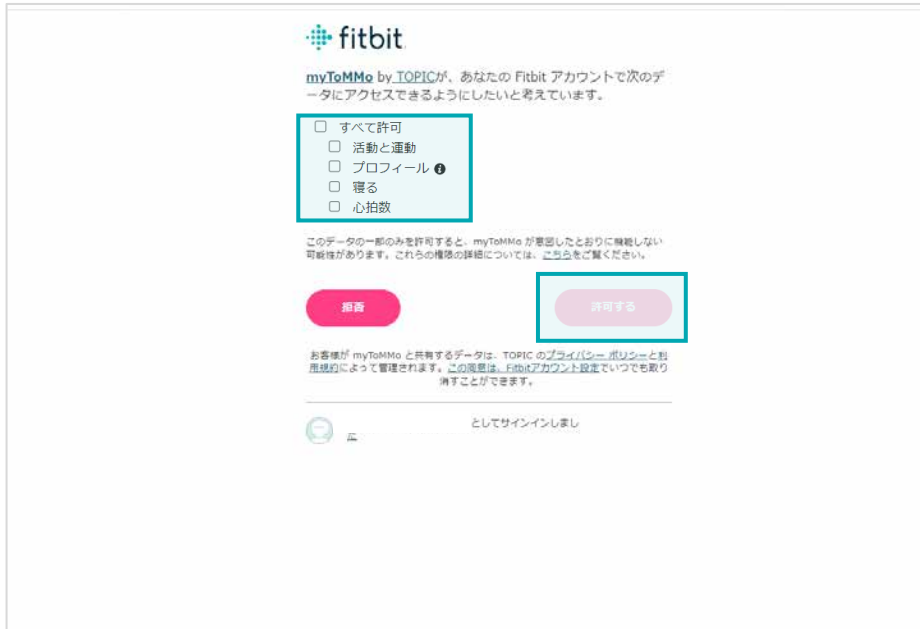 fitbit
myToMMo by TOPICが、あなたの Fitbit アカウントで次のデ
ータにアクセスできるようにしたいと考えています。
すべて許可
活動と運動
プロフィール
寝る
心拍数
このデータの一部のみを許可すると、myToMMo が意図したとおりに機能しない
可能性があります。これらの権限の詳細については、こちらをご覧ください。
拒否
許可する
お客様が myToMMo と共有するデータは、TOPIC のプライバシー ポリシーと利
用規約によって管理されます。この同意は、Fitbitアカウント設定でいつでも取り
消すことができます。
としてサインインしまし
た